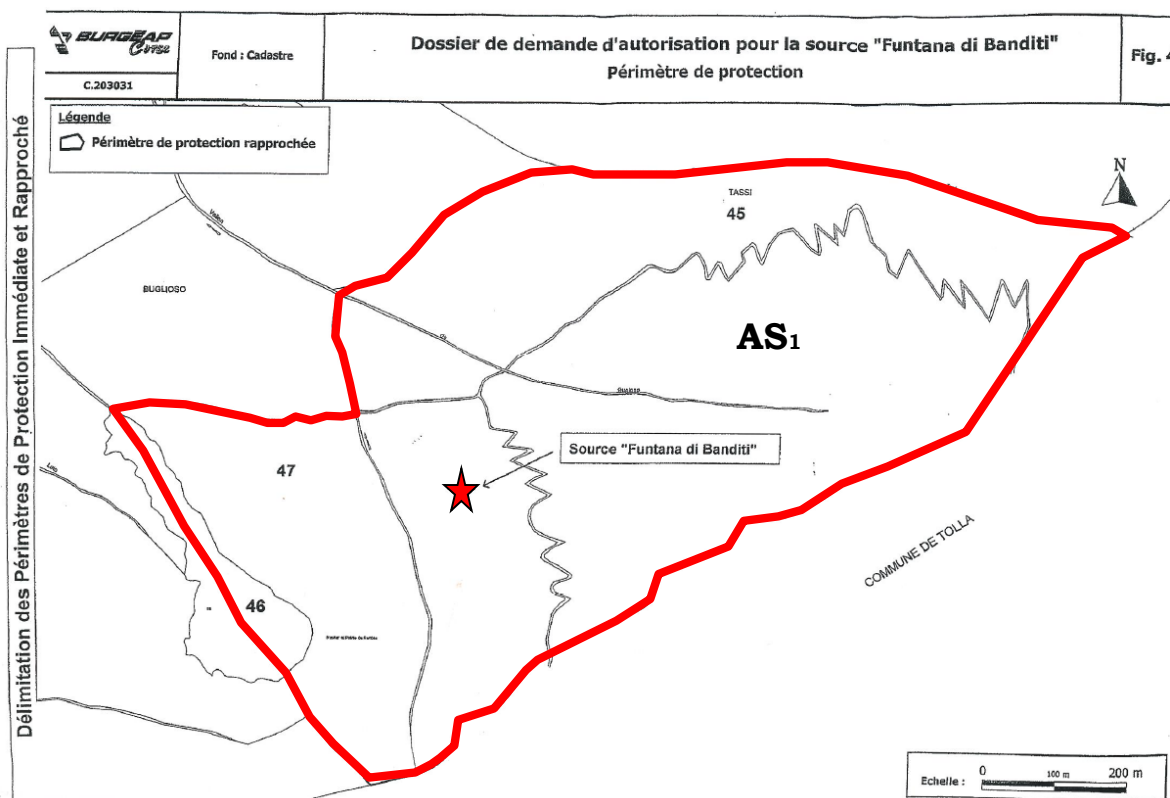 BURGEAP
Corse
C.203031
Fond : Cadastre
Dossier de demande d'autorisation pour la source "Funtana di Banditi"
Périmètre de protection
Fig. 4
Délimitation des Périmètres de Protection Immédiate et Rapproché
Légende
Périmètre de protection rapprochée
N
TASSI
45
BUGLIOSO
AS1
Source "Funtana di Banditi"
47
COMMUNE DE TOLLA
46
Echelle :
0
100 m
200 m